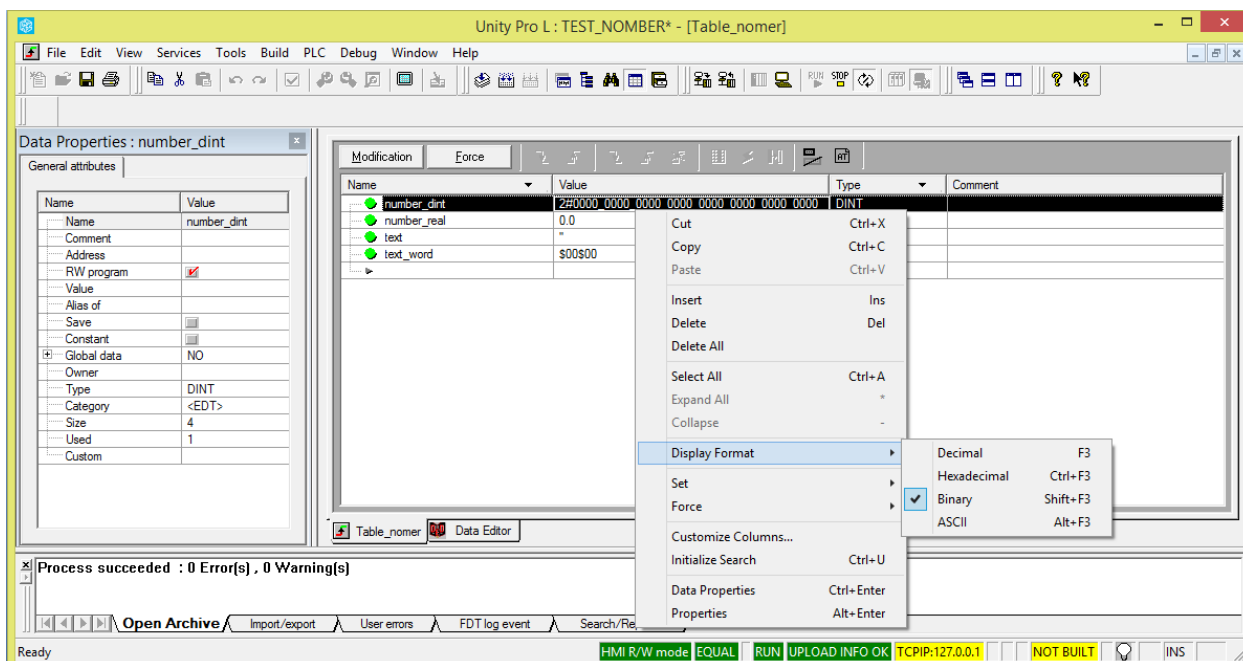 Unity Pro L : TEST_NOMBER* - [Table_nomer]
File Edit View Services Tools Build PLC Debug Window Help
RUN STOP
Data Properties : number_dint
General attributes
Name Value
Name number_dint
Comment
Address
RW program
Value
Alias of
Save
Constant
Global data NO
Owner
Type DINT
Category <EDT>
Size 4
Used 1
Custom
Modification Force
Name Value Type Comment
number_dint 2#0000_0000_0000_0000_0000_0000_0000_0000 DINT
number_real 0.0
text ''
text_word $00$00
Cut Ctrl+X
Copy Ctrl+C
Paste Ctrl+V
Insert Ins
Delete Del
Delete All
Select All Ctrl+A
Expand All *
Collapse -
Display Format
Set
Force
Customize Columns...
Initialize Search Ctrl+U
Data Properties Ctrl+Enter
Properties Alt+Enter
Decimal F3
Hexadecimal Ctrl+F3
Binary Shift+F3
ASCII Alt+F3
Table_nomer Data Editor
Process succeeded : 0 Error(s) , 0 Warning(s)
Open Archive Import/export User errors FDT log event Search/Re
Ready HMI R/W mode EQUAL RUN UPLOAD INFO OK TCPIP:127.0.0.1 NOT BUILT INS